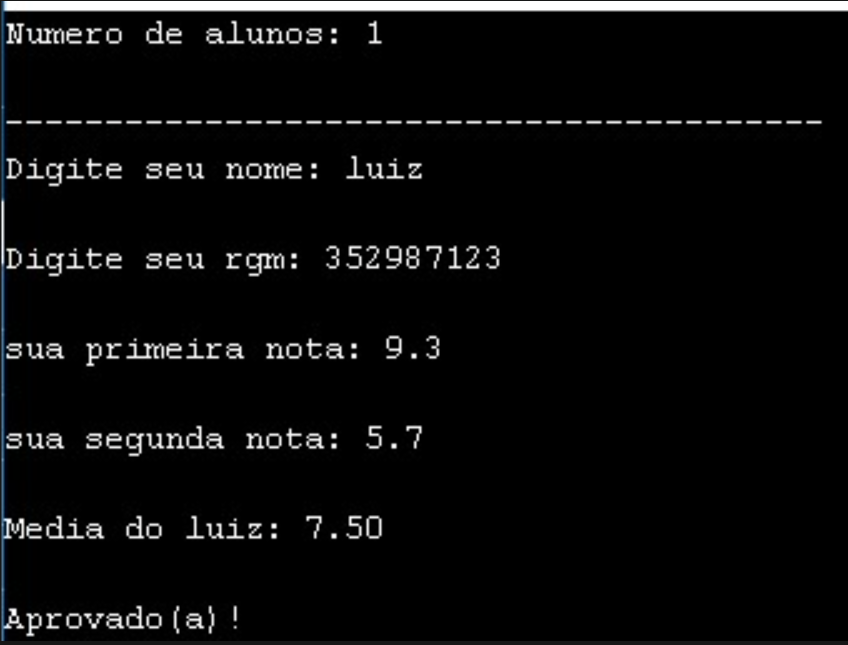 Numero de alunos: 1
-----------------------------------------
Digite seu nome: luiz
Digite seu rgm: 352987123
sua primeira nota: 9.3
sua segunda nota: 5.7
Media do luiz: 7.50
Aprovado(a)!